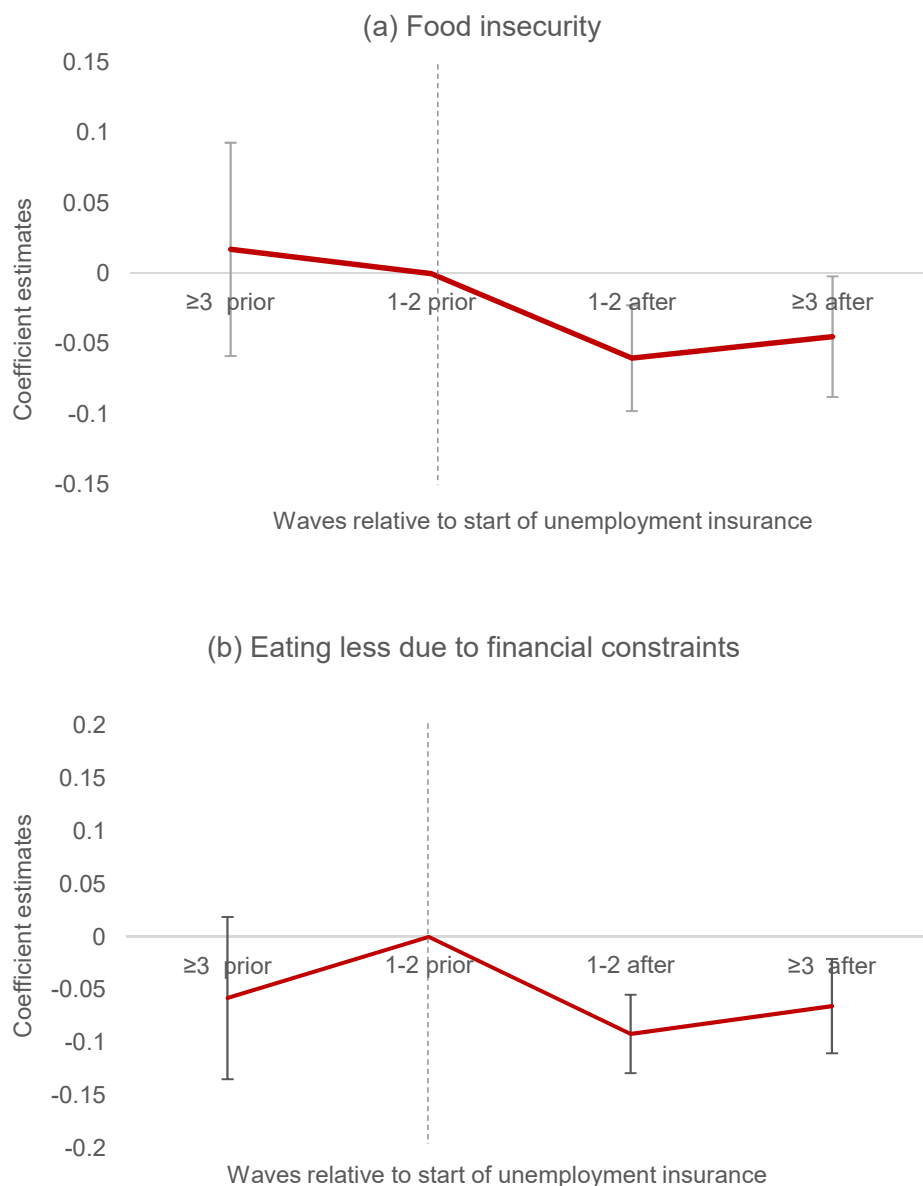 (a) Food insecurity
0.15
0.1
0.05
0
-0.05
-0.1
-0.15
Coefficient estimates
≥3 prior
1-2 prior
1-2 after
≥3 after
Waves relative to start of unemployment insurance
(b) Eating less due to financial constraints
0.2
0.15
0.1
0.05
0
-0.05
-0.1
-0.15
-0.2
Coefficient estimates
≥3 prior
1-2 prior
1-2 after
≥3 after
Waves relative to start of unemployment insurance